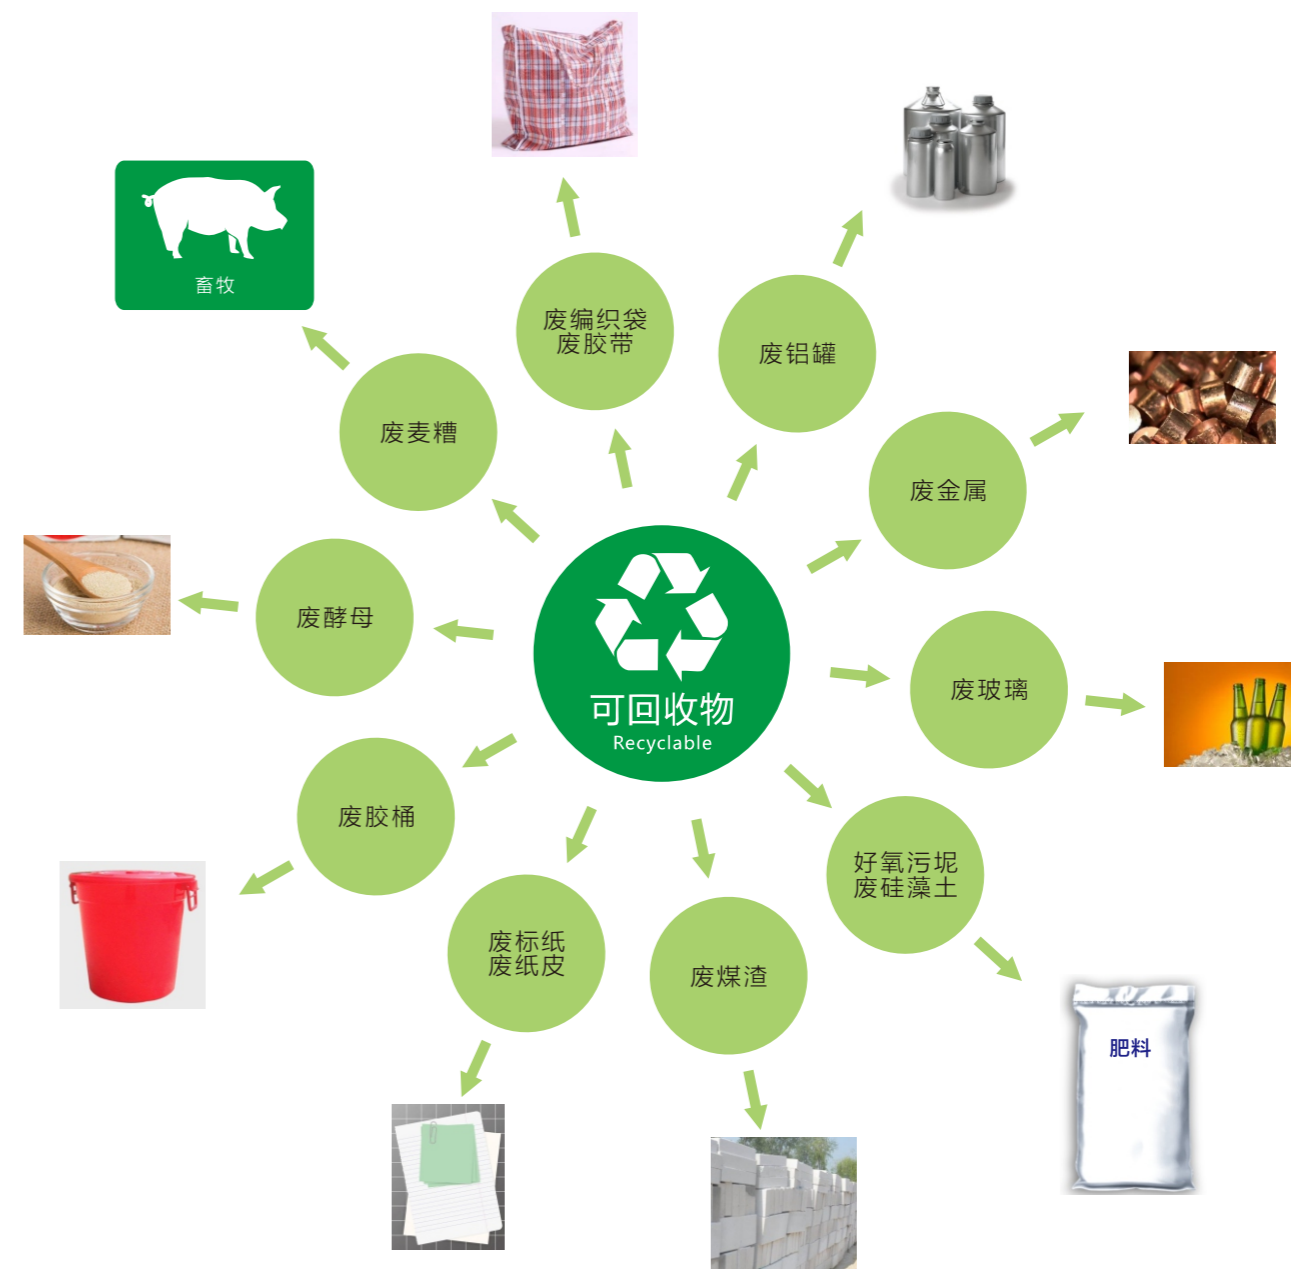 畜牧
废编织袋
废胶带
废铝罐
废麦糟
废金属
废酵母
废玻璃
可回收物
Recyclable
废胶桶
好氧污坭
废硅藻土
废标纸
废纸皮
废煤渣
肥料